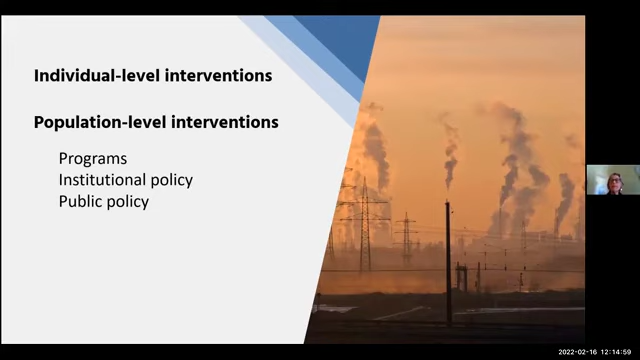 Individual-level interventions
Population-level interventions
Programs
Institutional policy
Public policy
2022-02-16 12:14:59